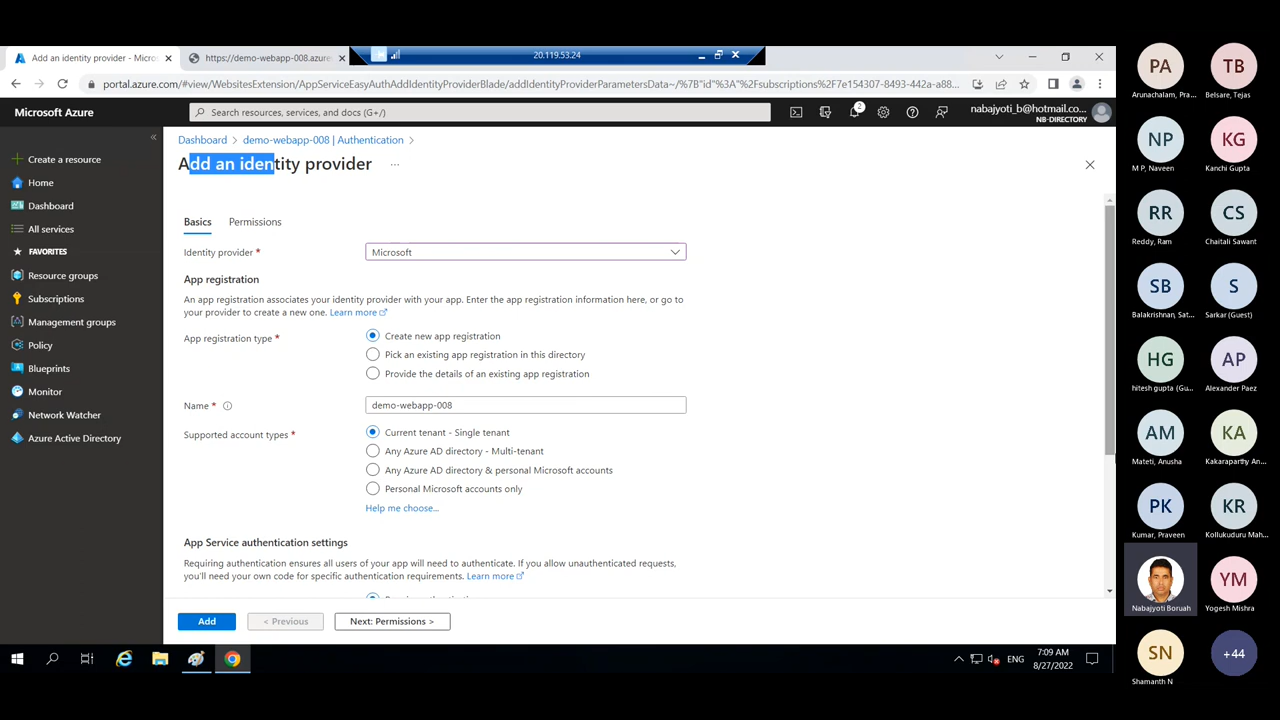 Add an identity provider - Micros
https://demo-webapp-008.azure
20.119.53.24
portal.azure.com/#view/WebsitesExtension/AppServiceEasyAuthAddIdentityProviderBlade/addIdentityProviderParametersData~/%7B"id"%3A"%2Fsubscriptions%2F7e154307-8493-442a-a88...
Microsoft Azure
Search resources, services, and docs (G+/)
2
nabajyoti_b@hotmail.co...
NB-DIRECTORY
Create a resource
Home
Dashboard
All services
FAVORITES
Resource groups
Subscriptions
Management groups
Policy
Blueprints
Monitor
Network Watcher
Azure Active Directory
Dashboard > demo-webapp-008 | Authentication >
Add an identity provider ...
Basics Permissions
Identity provider *
Microsoft
App registration
An app registration associates your identity provider with your app. Enter the app registration information here, or go to
your provider to create a new one. Learn more
App registration type *
Create new app registration
Pick an existing app registration in this directory
Provide the details of an existing app registration
Name *
demo-webapp-008
Supported account types *
Current tenant - Single tenant
Any Azure AD directory - Multi-tenant
Any Azure AD directory & personal Microsoft accounts
Personal Microsoft accounts only
Help me choose...
App Service authentication settings
Requiring authentication ensures all users of your app will need to authenticate. If you allow unauthenticated requests,
you'll need your own code for specific authentication requirements. Learn more
Add < Previous Next: Permissions >
ENG
7:09 AM
8/27/2022
PA
Arunachalam, Pra...
TB
Belsare, Tejas
NP
M P, Naveen
KG
Kanchi Gupta
RR
Reddy, Ram
CS
Chaitali Sawant
SB
Balakrishnan, Sat...
S
Sarkar (Guest)
HG
hitesh gupta (Gu...
AP
Alexander Paez
AM
Mateti, Anusha
KA
Kakaraparthy An...
PK
Kumar, Praveen
KR
Kollukuduru Mah...
Nabajyoti Boruah
YM
Yogesh Mishra
SN
Shamanth N
+44